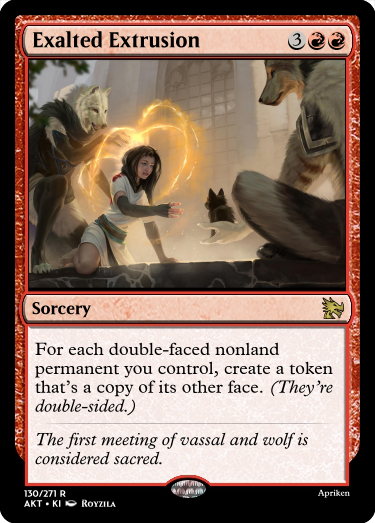 Exalted Extrusion 3
Sorcery
For each double-faced nonland
permanent you control, create a token
that's a copy of its other face. (They're
double-sided.)
The first meeting of vassal and wolf is
considered sacred.
130/271 R
Apriken
AKT • KI Royzila